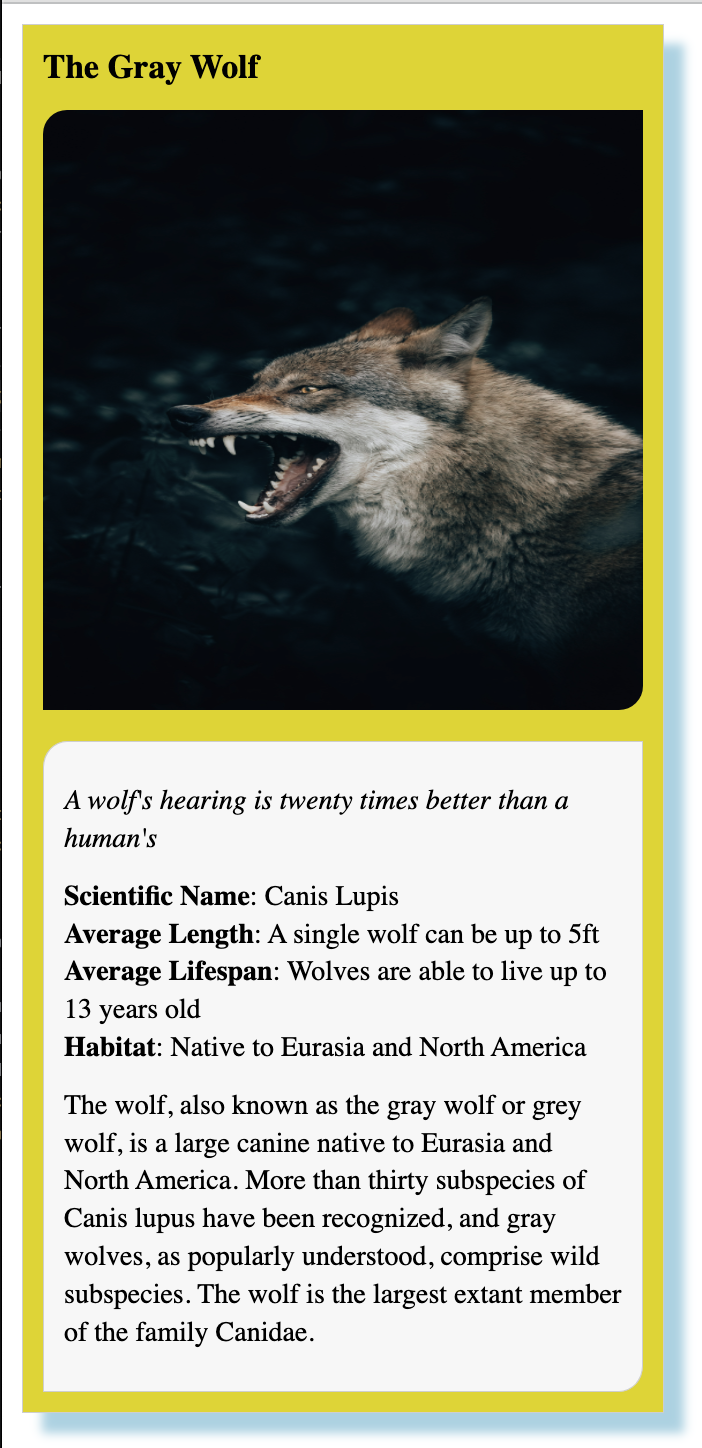 The Gray Wolf
A wolf's hearing is twenty times better than a
human's
Scientific Name: Canis Lupis
Average Length: A single wolf can be up to 5ft
Average Lifespan: Wolves are able to live up to
13 years old
Habitat: Native to Eurasia and North America
The wolf, also known as the gray wolf or grey
wolf, is a large canine native to Eurasia and
North America. More than thirty subspecies of
Canis lupus have been recognized, and gray
wolves, as popularly understood, comprise wild
subspecies. The wolf is the largest extant member
of the family Canidae.